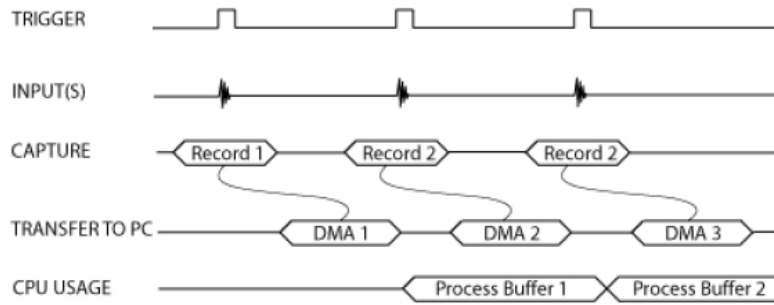 TRIGGER
INPUT(S)
CAPTURE Record 1 Record 2 Record 2
TRANSFER TO PC DMA 1 DMA 2 DMA 3
CPU USAGE Process Buffer 1 Process Buffer 2